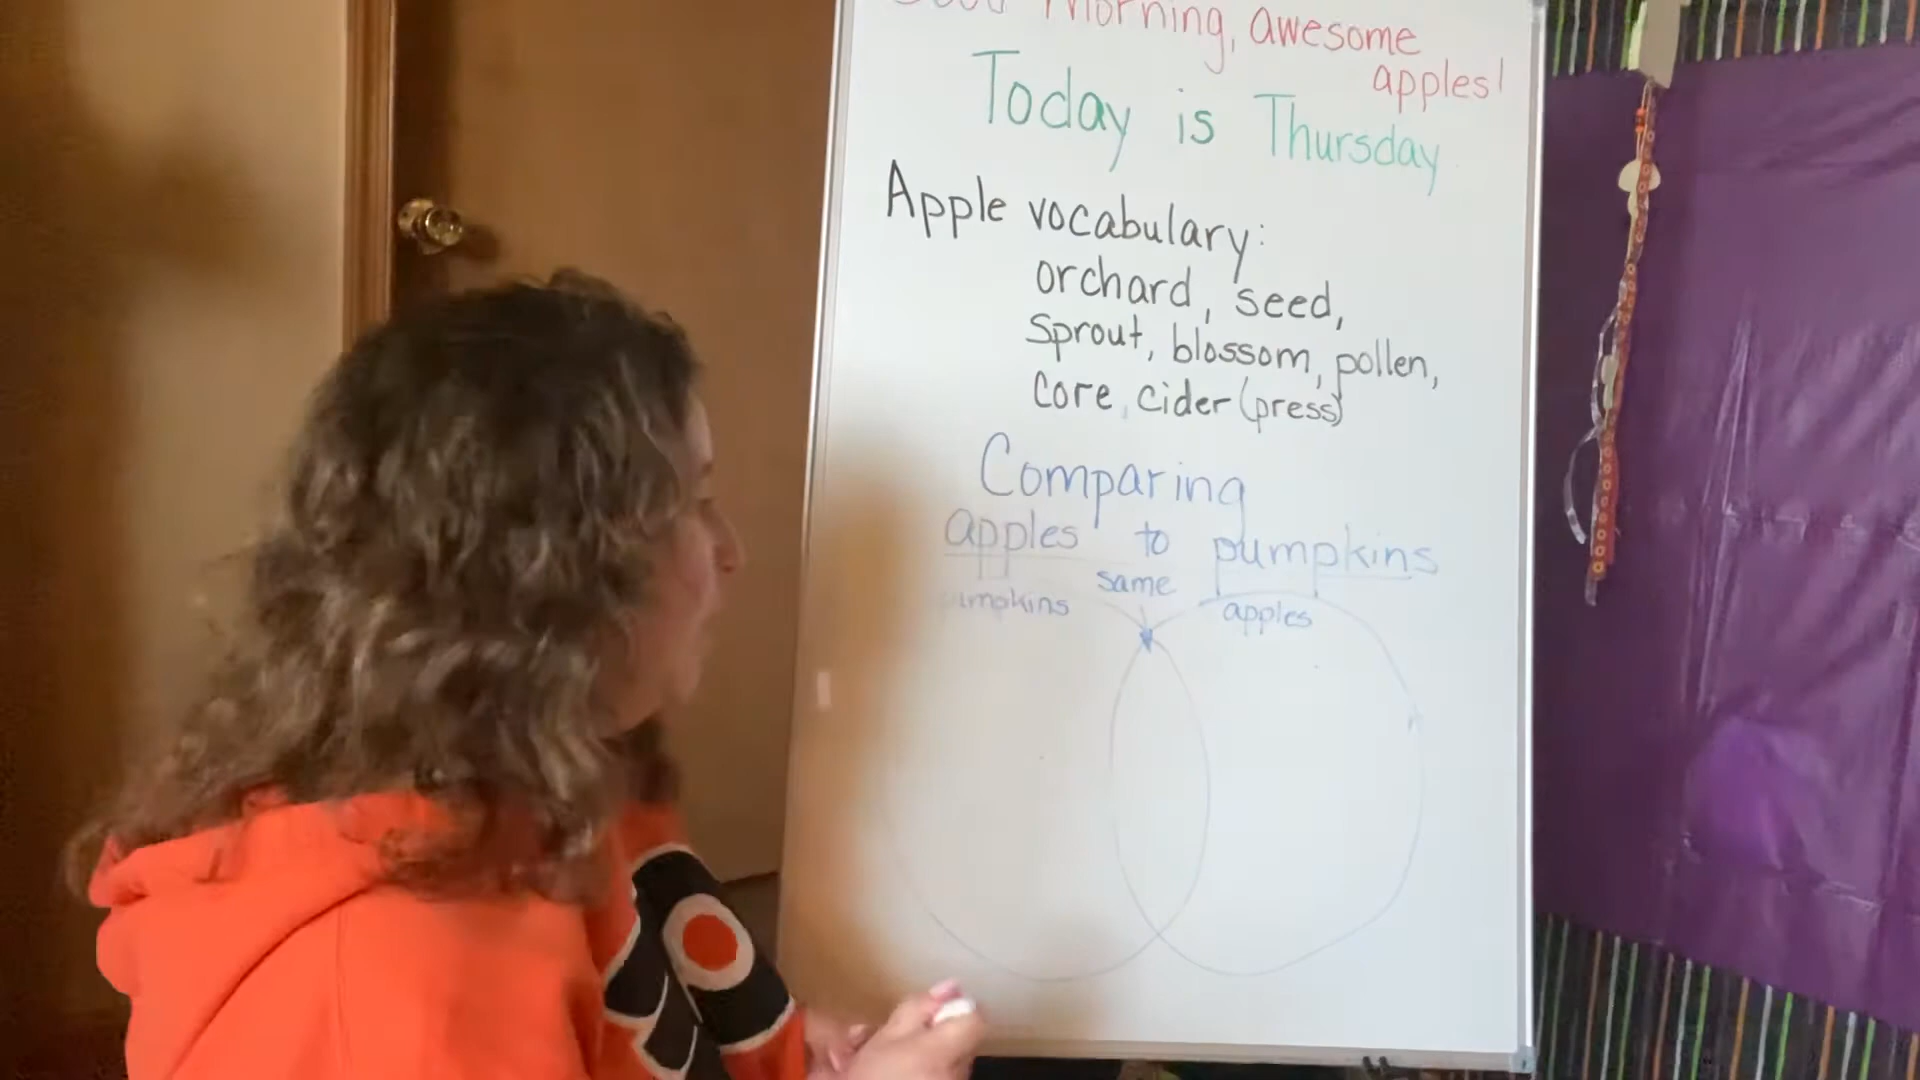 Good Morning, awesome
apples!
Today is Thursday
Apple vocabulary:
orchard, seed,
sprout, blossom, pollen,
core, cider (press)
Comparing
apples to pumpkins
same
pumpkins apples